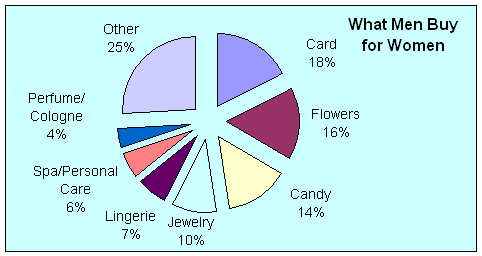 What Men Buy
for Women
Other
25%
Card
18%
Flowers
16%
Candy
14%
Jewelry
10%
Lingerie
7%
Spa/Personal
Care
6%
Perfume/
Cologne
4%